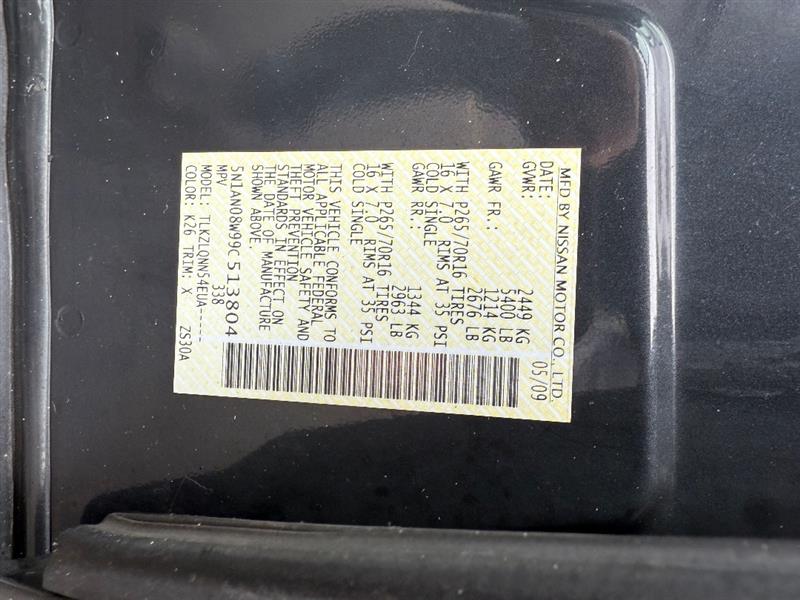 MFD BY NISSAN MOTOR CO., LTD.
DATE: 05/09
GVWR: 2449 KG
5400 LB
GAWR FR.: 1214 KG
2676 LB
WITH P265/70R16 TIRES
16 X 7.0 RIMS AT 35 PSI
COLD SINGLE
GAWR RR.: 1344 KG
2963 LB
WITH P265/70R16 TIRES
16 X 7.0 RIMS AT 35 PSI
COLD SINGLE
THIS VEHICLE CONFORMS TO
ALL APPLICABLE FEDERAL
MOTOR VEHICLE SAFETY AND
THEFT PREVENTION
STANDARDS IN EFFECT ON
THE DATE OF MANUFACTURE
SHOWN ABOVE.
5N1AN08W99C513804
MPV 338
MODEL: TLKZLQNN54EUA-----
COLOR: K26 TRIM: X ZS30A